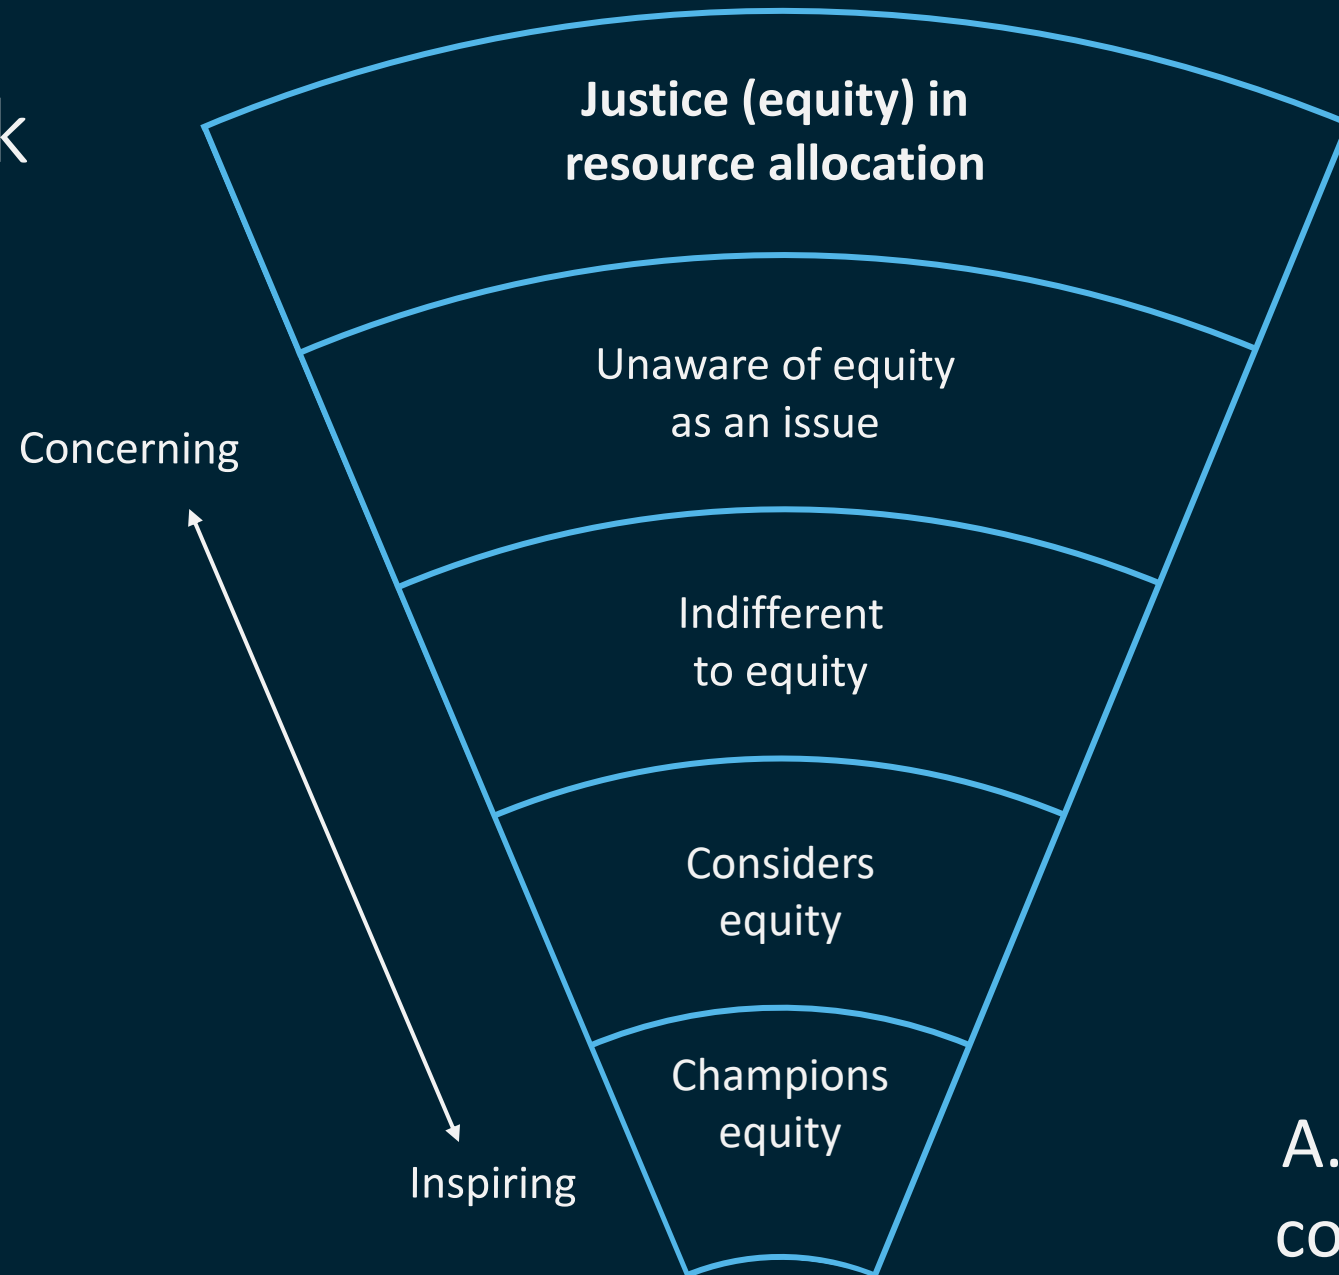 k
Justice (equity) in
resource allocation
Unaware of equity
as an issue
Concerning
Indifferent
to equity
Considers
equity
Champions
equity
Inspiring
A.
co